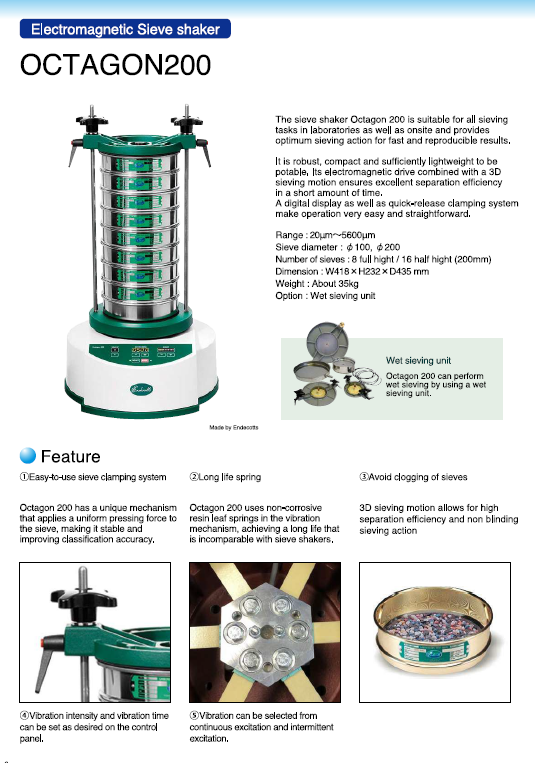 Electromagnetic Sieve shaker
OCTAGON200
The sieve shaker Octagon 200 is suitable for all sieving
tasks in laboratories as well as onsite and provides
optimum sieving action for fast and reproducible results.
It is robust, compact and sufficiently lightweight to be
potable, Its electromagnetic drive combined with a 3D
sieving motion ensures excellent separation efficiency
in a short amount of time.
A digital display as well as quick-release clamping system
make operation very easy and straightforward.
Range : 20μm～5600μm
Sieve diameter : φ100, φ200
Number of sieves : 8 full hight / 16 half hight (200mm)
Dimension : W418×H232×D435 mm
Weight : About 35kg
Option : Wet sieving unit
Wet sieving unit
Octagon 200 can perform
wet sieving by using a wet
sieving unit.
Endecotts
Made by Endecotts
Feature
①Easy-to-use sieve clamping system
Octagon 200 has a unique mechanism
that applies a uniform pressing force to
the sieve, making it stable and
improving classification accuracy.
②Long life spring
Octagon 200 uses non-corrosive
resin leaf springs in the vibration
mechanism, achieving a long life that
is incomparable with sieve shakers.
③Avoid clogging of sieves
3D sieving motion allows for high
separation efficiency and non blinding
sieving action
④Vibration intensity and vibration time
can be set as desired on the control
panel.
⑤Vibration can be selected from
continuous excitation and intermittent
excitation.